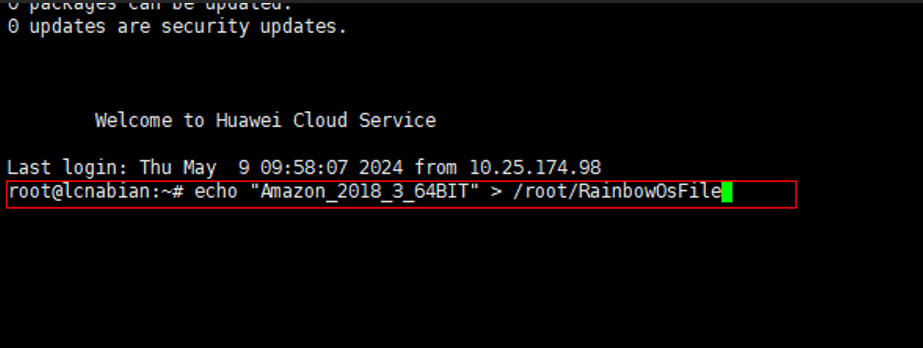 0 packages can be updated.
0 updates are security updates.
Welcome to Huawei Cloud Service
Last login: Thu May  9 09:58:07 2024 from 10.25.174.98
root@lcnabian:~# echo "Amazon_2018_3_64BIT" > /root/RainbowOsFile